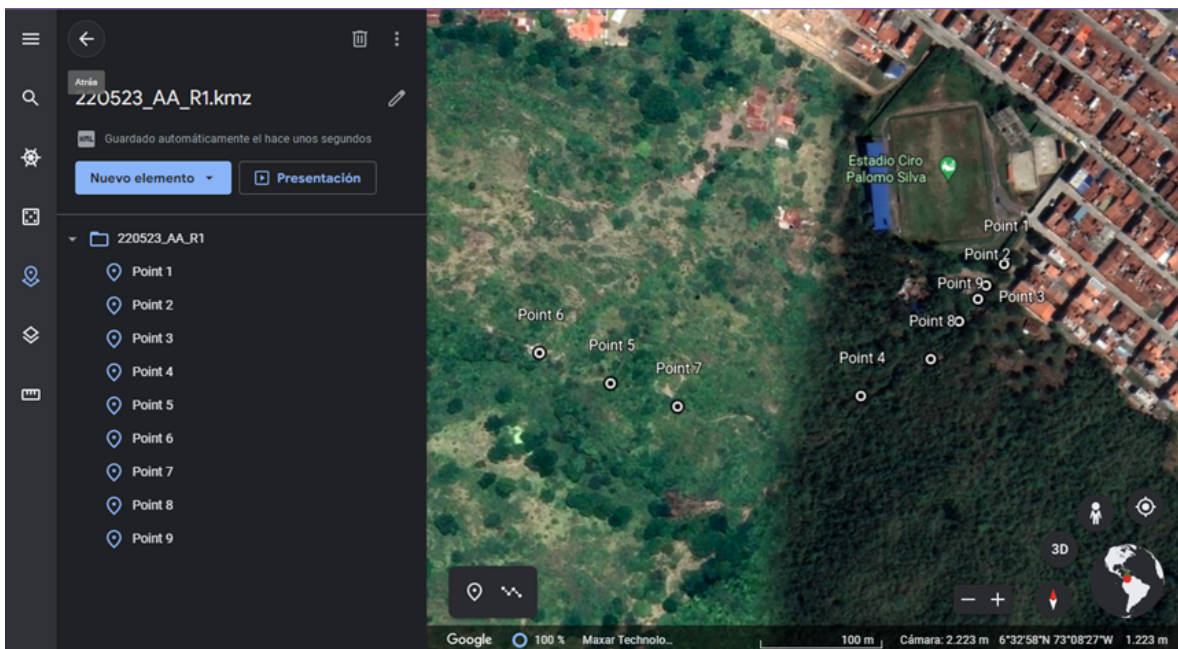 Atrás
220523_AA_R1.kmz
KML Guardado automáticamente el hace unos segundos
Nuevo elemento
Presentación
220523_AA_R1
Point 1
Point 2
Point 3
Point 4
Point 5
Point 6
Point 7
Point 8
Point 9
Estadio Ciro
Palomo Silva
Point 1
Point 2
Point 9
Point 3
Point 6
Point 8
Point 5
Point 4
Point 7
3D
Google
100 %
Maxar Technolo...
100 m
Cámara: 2.223 m 6°32'58"N 73°08'27"W 1.223 m